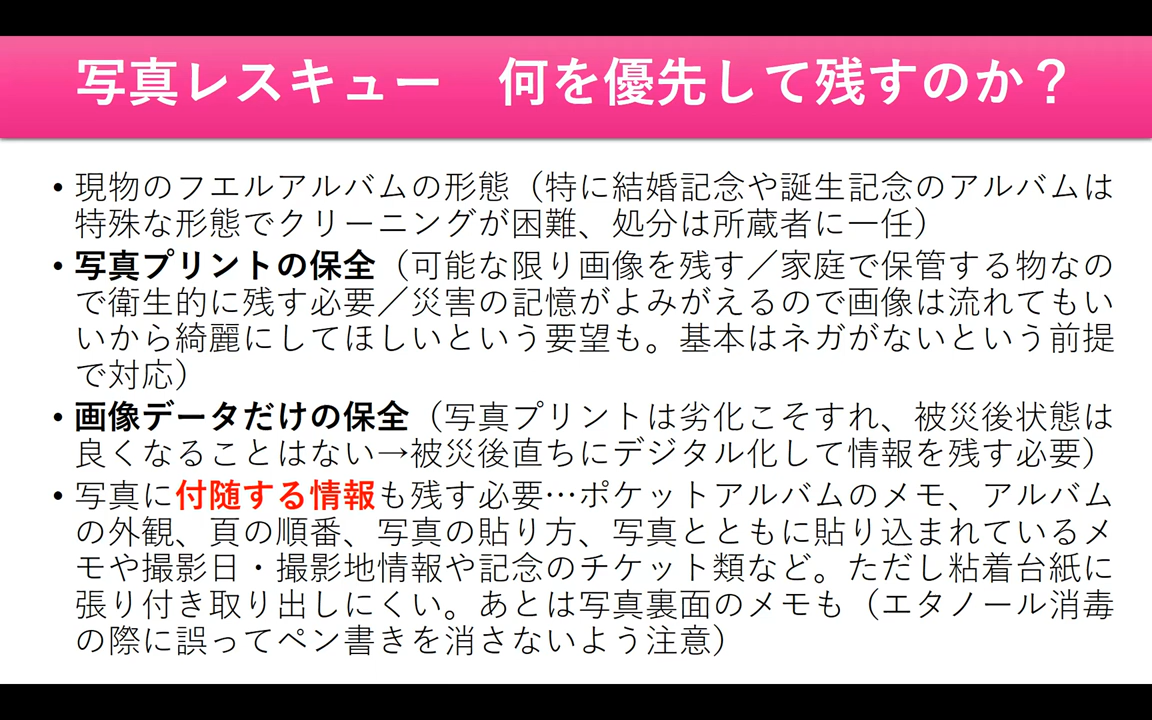 写真レスキュー　何を優先して残すのか？
• 現物のフエルアルバムの形態（特に結婚記念や誕生記念のアルバムは
特殊な形態でクリーニングが困難、処分は所蔵者に一任）
• 写真プリントの保全（可能な限り画像を残す／家庭で保管する物なの
で衛生的に残す必要／災害の記憶がよみがえるので画像は流れてもい
いから綺麗にしてほしいという要望も。基本はネガがないという前提
で対応）
• 画像データだけの保全（写真プリントは劣化こそすれ、被災後状態は
良くなることはない→被災後直ちにデジタル化して情報を残す必要）
• 写真に付随する情報も残す必要…ポケットアルバムのメモ、アルバム
の外観、頁の順番、写真の貼り方、写真とともに貼り込まれているメ
モや撮影日・撮影地情報や記念のチケット類など。ただし粘着台紙に
張り付き取り出しにくい。あとは写真裏面のメモも（エタノール消毒
の際に誤ってペン書きを消さないよう注意）